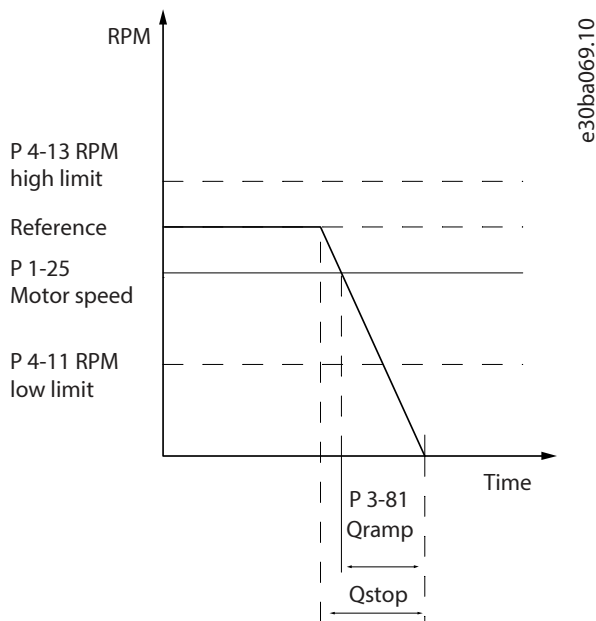 RPM
e30ba069.10
P 4-13 RPM
high limit
Reference
P 1-25
Motor speed
P 4-11 RPM
low limit
Time
P 3-81
Qramp
Qstop